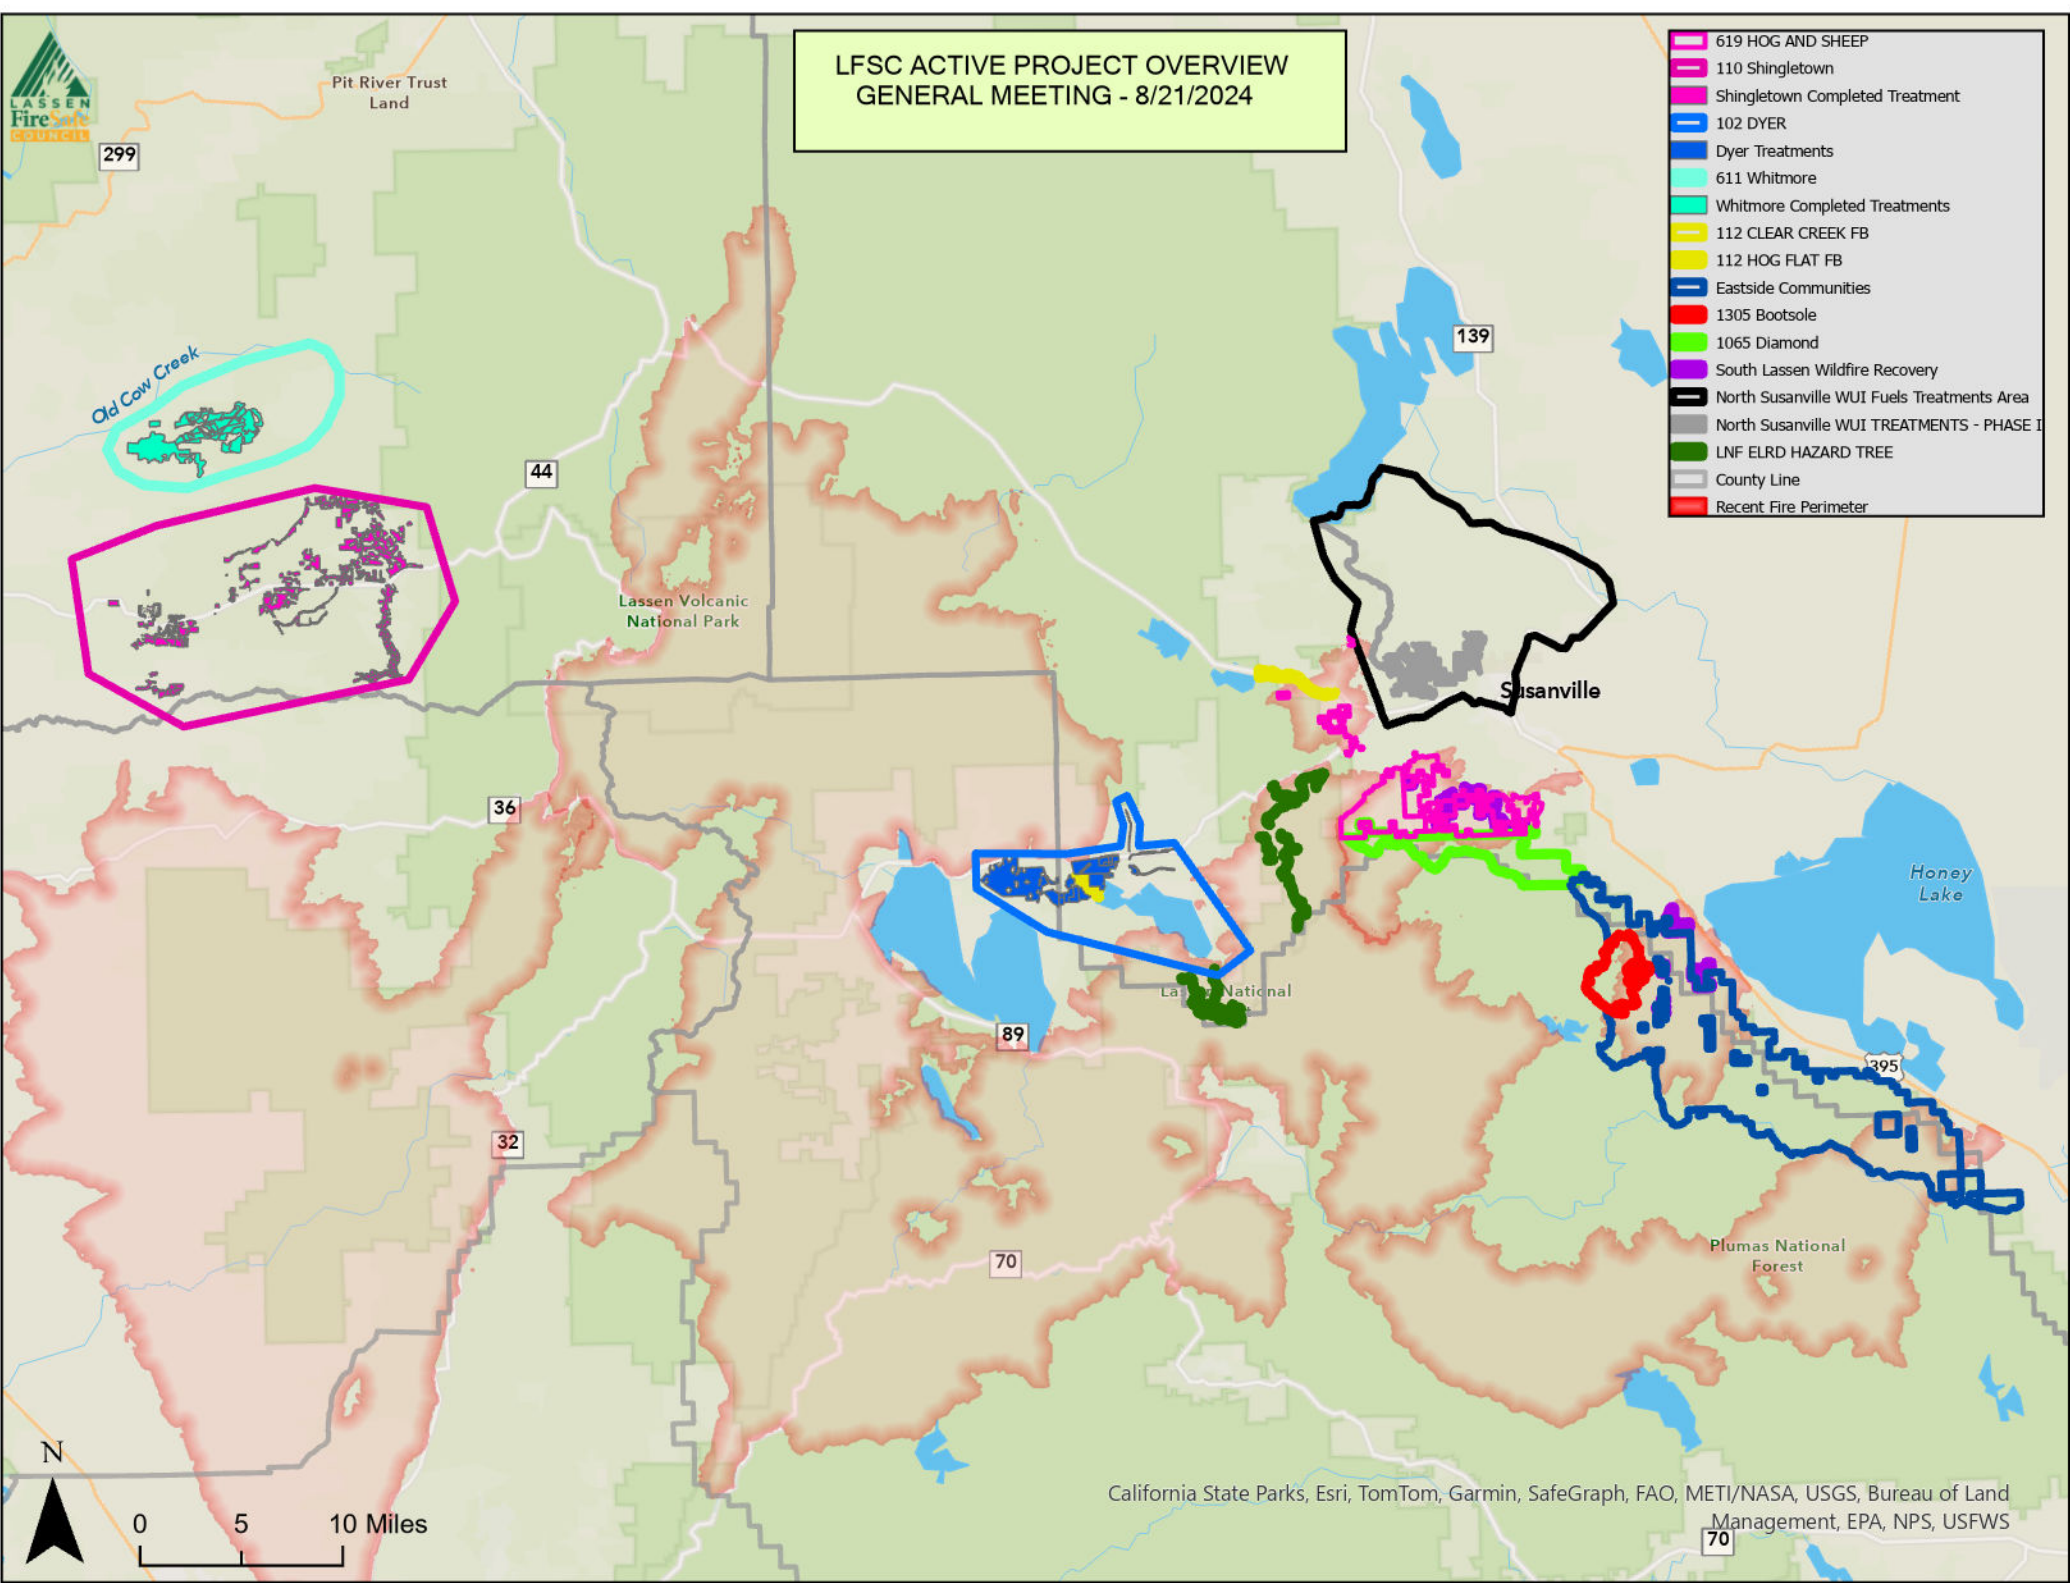 LFSC ACTIVE PROJECT OVERVIEW
GENERAL MEETING - 8/21/2024
LASSEN
FireSafe
COUNCIL
Pit River Trust
Land
299
619 HOG AND SHEEP
110 Shingletown
Shingletown Completed Treatment
102 DYER
Dyer Treatments
611 Whitmore
Whitmore Completed Treatments
112 CLEAR CREEK FB
112 HOG FLAT FB
Eastside Communities
1305 Bootsole
1065 Diamond
South Lassen Wildfire Recovery
North Susanville WUI Fuels Treatments Area
North Susanville WUI TREATMENTS - PHASE I
LNF ELRD HAZARD TREE
County Line
Recent Fire Perimeter
139
Old Cow Creek
44
Lassen Volcanic
National Park
Susanville
36
Honey
Lake
National
89
395
32
70
Plumas National
Forest
N
0 5 10 Miles
California State Parks, Esri, TomTom, Garmin, SafeGraph, FAO, METI/NASA, USGS, Bureau of Land
Management, EPA, NPS, USFWS
70